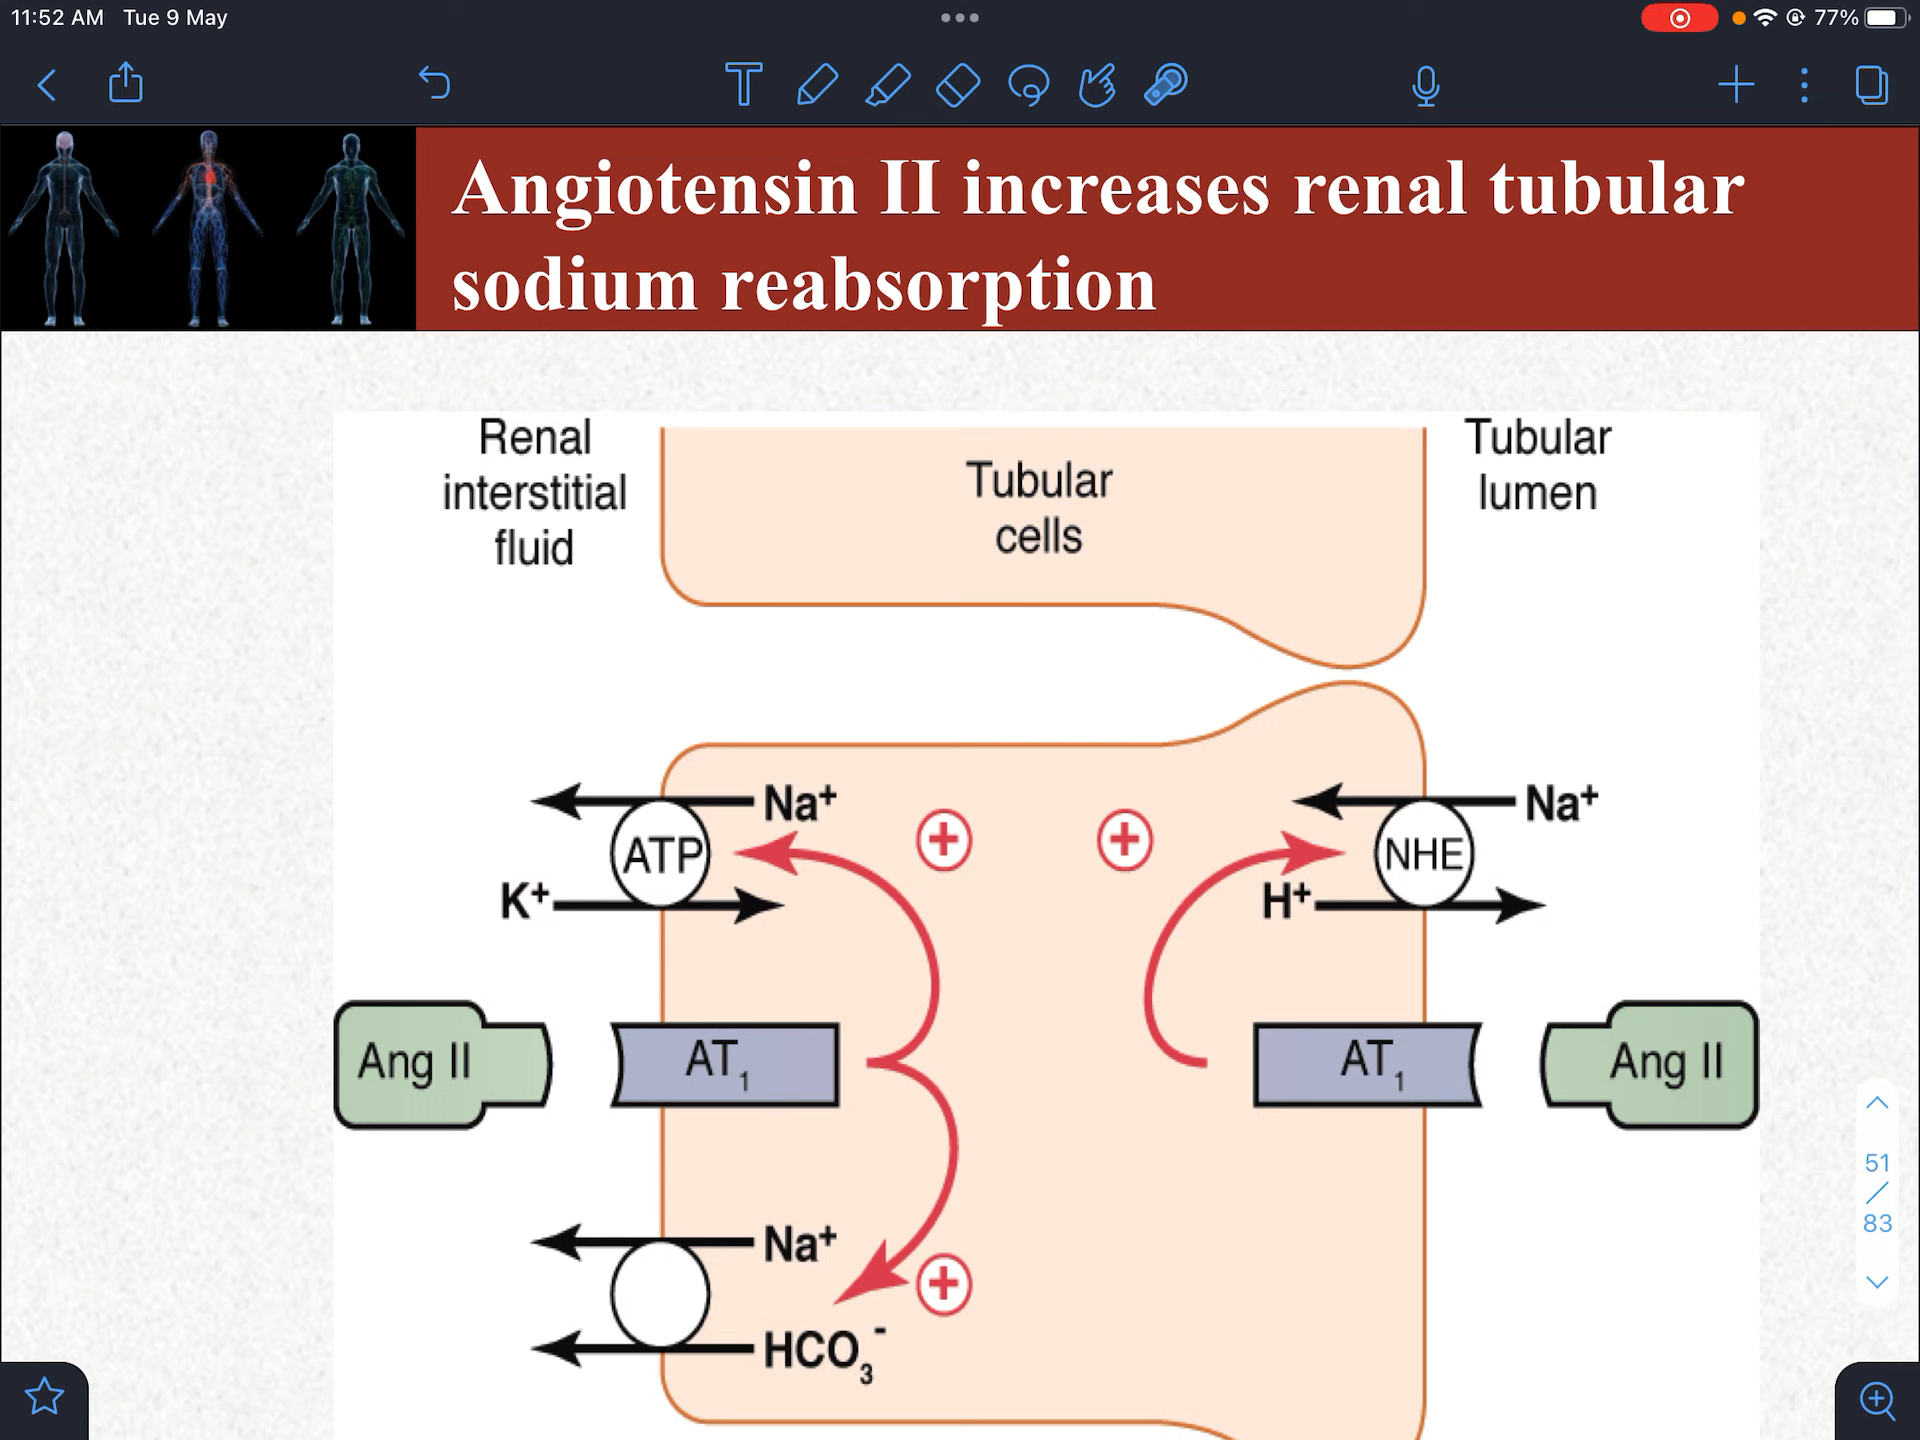 11:52 AM Tue 9 May
77%
Angiotensin II increases renal tubular
sodium reabsorption
Renal
interstitial
fluid
Tubular
cells
Tubular
lumen
Na+
ATP
K+
Na+
NHE
H+
+
+
Ang II
AT1
AT1
Ang II
Na+
+
HCO3-
51
/
83